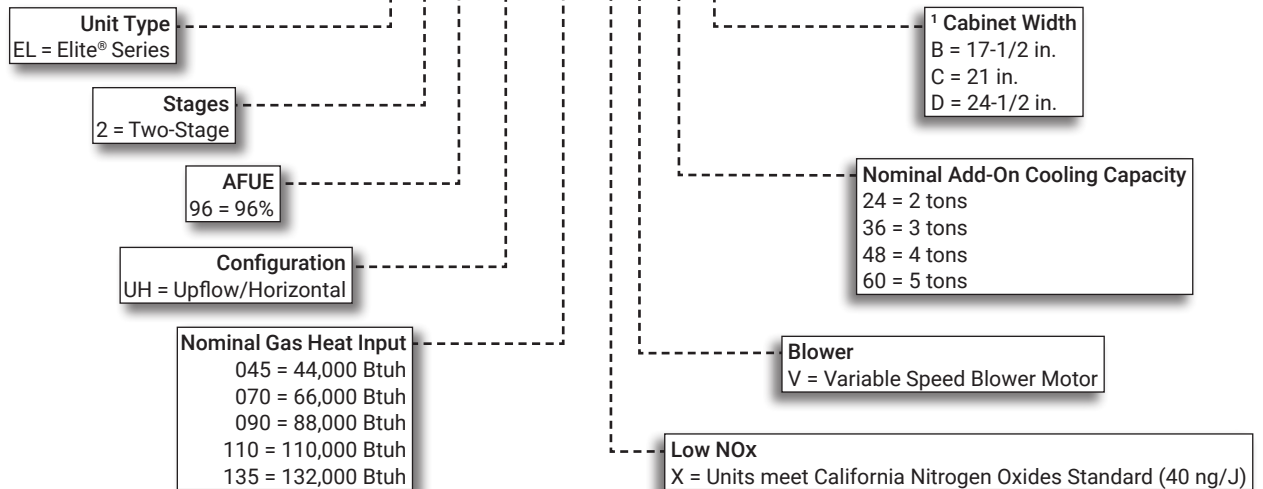 Unit Type
EL = Elite® Series
Stages
2 = Two-Stage
AFUE
96 = 96%
Configuration
UH = Upflow/Horizontal
Nominal Gas Heat Input
045 = 44,000 Btuh
070 = 66,000 Btuh
090 = 88,000 Btuh
110 = 110,000 Btuh
135 = 132,000 Btuh
¹ Cabinet Width
B = 17-1/2 in.
C = 21 in.
D = 24-1/2 in.
Nominal Add-On Cooling Capacity
24 = 2 tons
36 = 3 tons
48 = 4 tons
60 = 5 tons
Blower
V = Variable Speed Blower Motor
Low NOx
X = Units meet California Nitrogen Oxides Standard (40 ng/J)